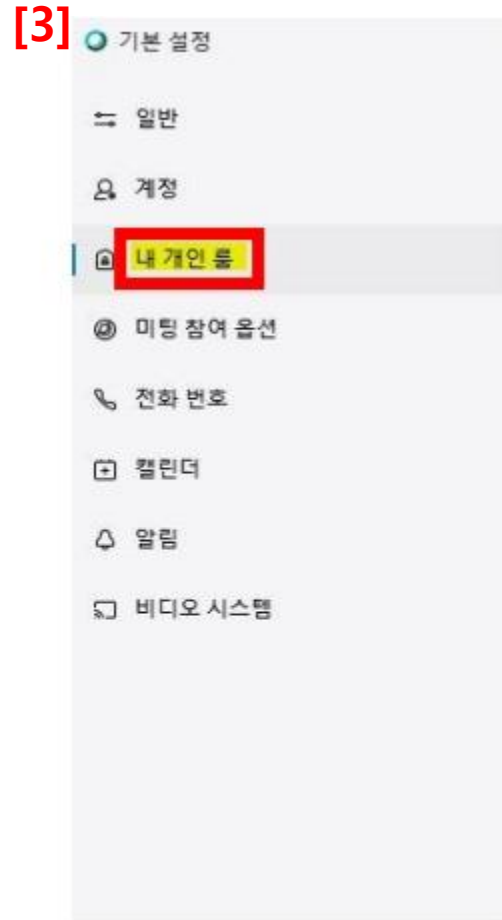 [3]
기본 설정
일반
계정
내 개인 룸
미팅 참여 옵션
전화 번호
캘린더
알림
비디오 시스템